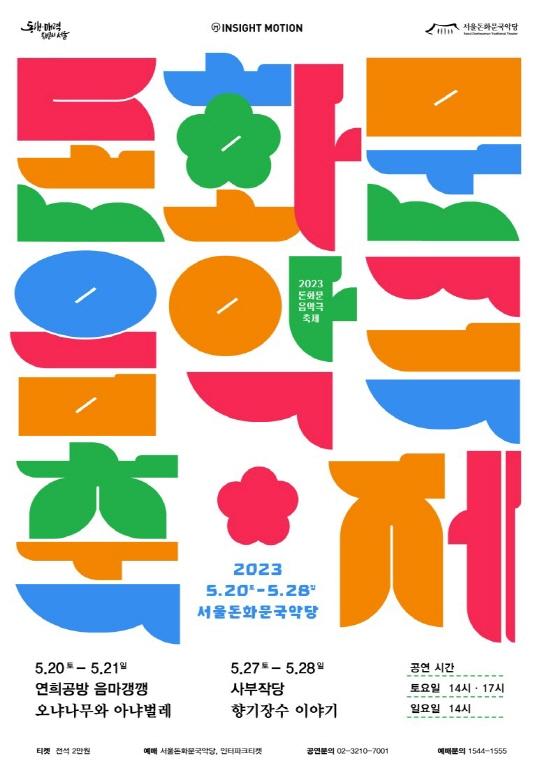 동행·매력
특별시 서울
INSIGHT MOTION
서울돈화문국악당
Seoul Donhwamun Traditional Theater
돈화문
음악극
축제
2023
돈화문
음악극
축제
2023
5.20토-5.28일
서울돈화문국악당
5.20토 – 5.21일
연희공방 음마갱깽
오냐나무와 아냐벌레
5.27토 – 5.28일
사부작당
향기장수 이야기
공연 시간
토요일 14시 · 17시
일요일 14시
티켓 전석 2만원
예매 서울돈화문국악당, 인터파크티켓
공연문의 02-3210-7001
예매문의 1544-1555